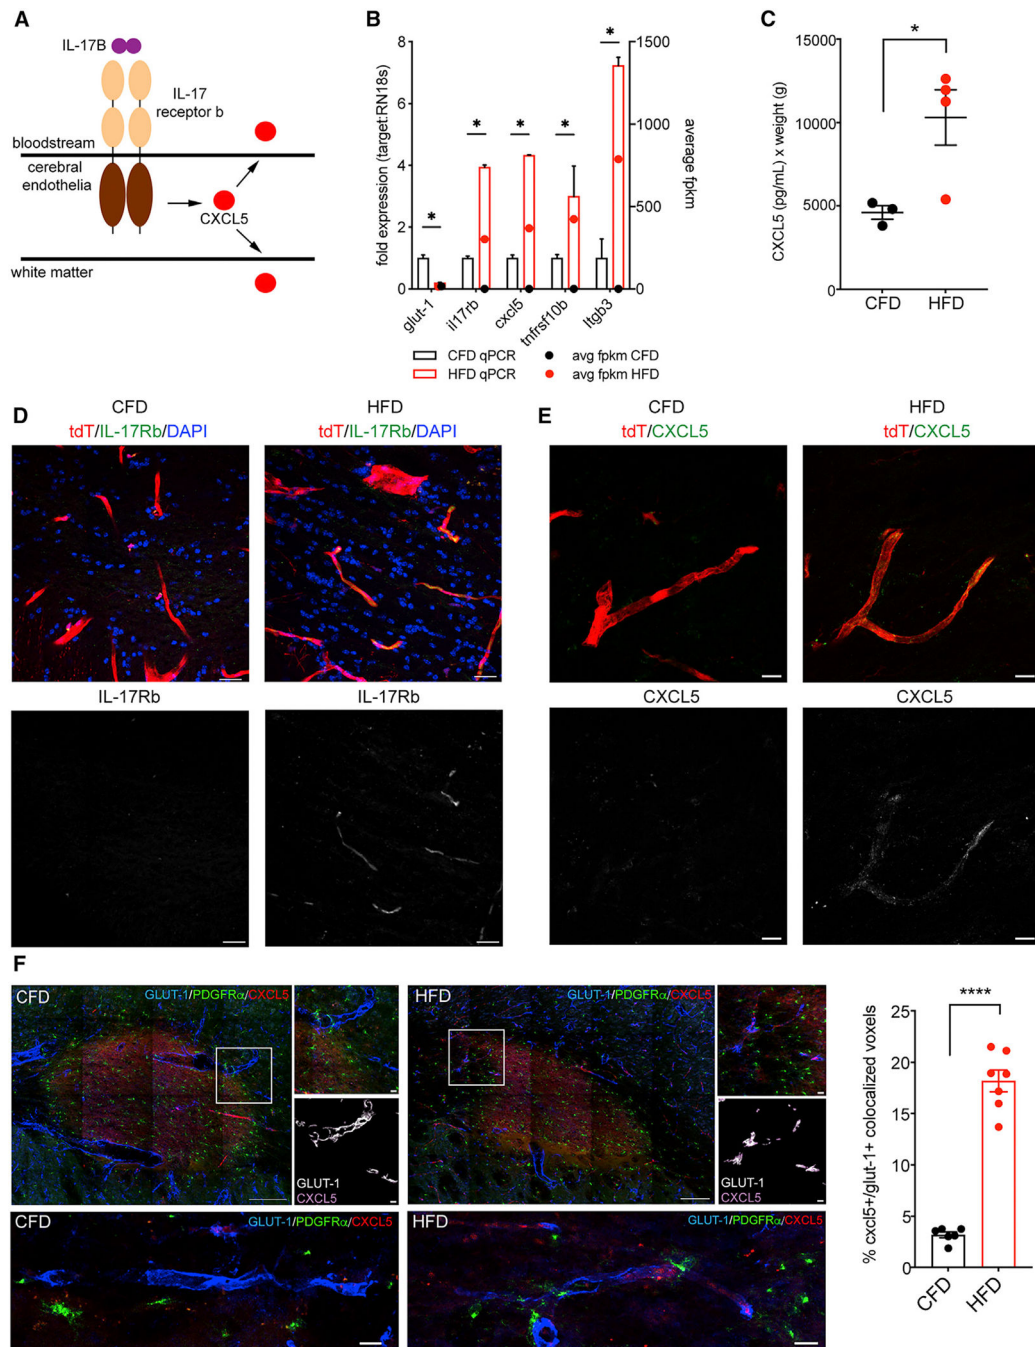 A
IL-17B
IL-17
receptor b
bloodstream
cerebral
endothelia
CXCL5
white matter
B
fold expression (target:RN18s)
8
6
4
2
0
average fpkm
1500
1000
500
0
*
*
*
*
*
glut-1
il17rb
cxcl5
tnfrsf10b
Itgb3
CFD qPCR
avg fpkm CFD
HFD qPCR
avg fpkm HFD
C
CXCL5 (pg/mL) x weight (g)
15000
10000
5000
0
*
CFD
HFD
D
CFD
HFD
tdT/IL-17Rb/DAPI
tdT/IL-17Rb/DAPI
IL-17Rb
IL-17Rb
E
CFD
HFD
tdT/CXCL5
tdT/CXCL5
CXCL5
CXCL5
F
CFD
GLUT-1/PDGFRα/CXCL5
GLUT-1
CXCL5
HFD
GLUT-1/PDGFRα/CXCL5
GLUT-1
CXCL5
CFD
GLUT-1/PDGFRα/CXCL5
HFD
GLUT-1/PDGFRα/CXCL5
% cxcl5+/glut-1+ colocalized voxels
25
20
15
10
5
0
****
CFD
HFD